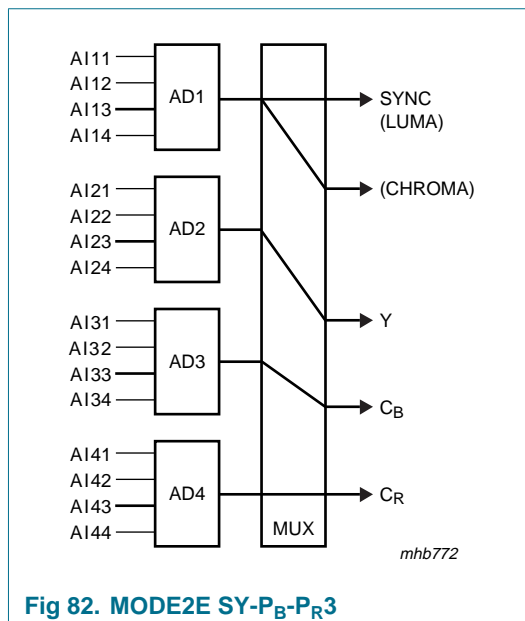 AI11
AI12
AI13
AI14
AD1
SYNC
(LUMA)
(CHROMA)
AI21
AI22
AI23
AI24
AD2
Y
AI31
AI32
AI33
AI34
AD3
CB
AI41
AI42
AI43
AI44
AD4
CR
MUX
mhb772
Fig 82. MODE2E SY-PB-PR3